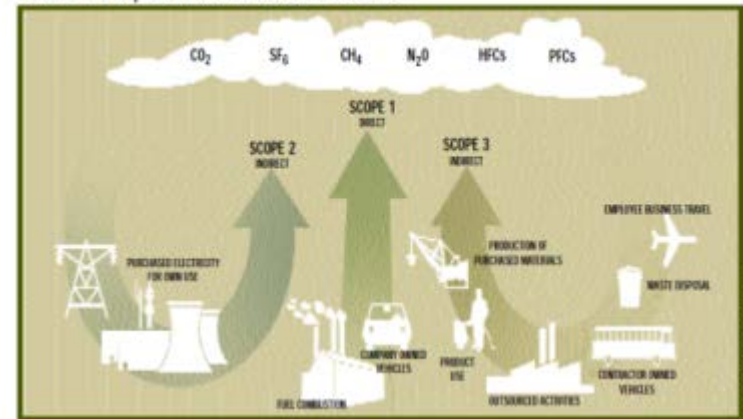 CO₂ SF₆ CH₄ N₂O HFCs PFCs
SCOPE 1
DIRECT
SCOPE 2
INDIRECT
SCOPE 3
INDIRECT
EMPLOYEE BUSINESS TRAVEL
PURCHASED ELECTRICITY
FOR OWN USE
PRODUCTION OF
PURCHASED MATERIALS
WASTE DISPOSAL
COMPANY OWNED
VEHICLES
PRODUCT
USE
CONTRACTOR OWNED
VEHICLES
FUEL COMBUSTION
OUTSOURCED ACTIVITIES